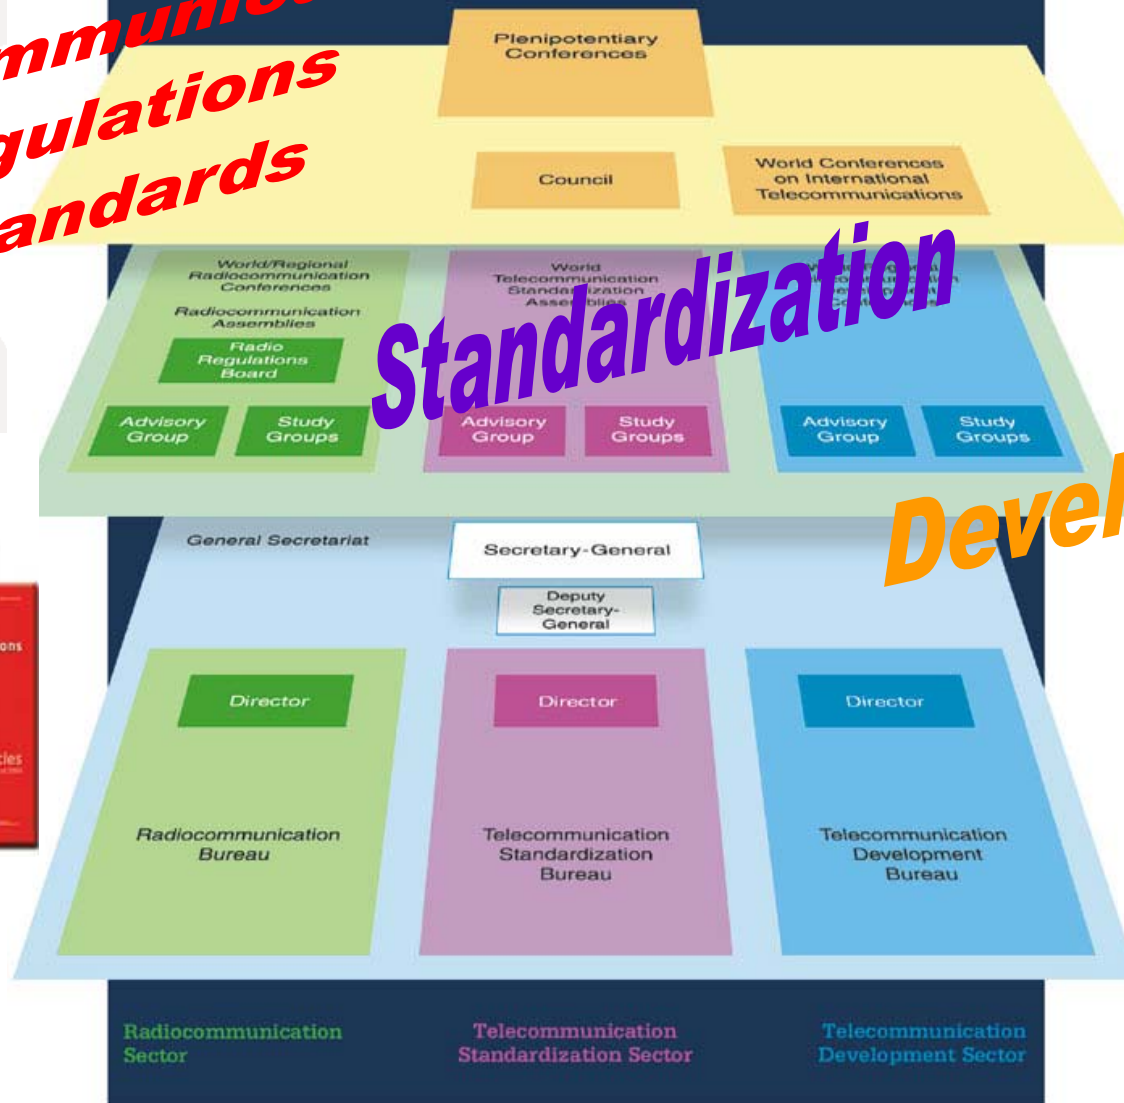 Plenipotentiary
Conferences
gulations
andards
Council
World Conferences
on International
Telecommunications
World/Regional
Radiocommunication
Conferences
Radiocommunication
Assemblies
Radio
Regulations
Board
Advisory
Group
Study
Groups
World
Telecommunication
Standardization
Assemblies
Standardization
Advisory
Group
Study
Groups
Advisory
Group
Study
Groups
Devel
General Secretariat
Secretary-General
Deputy
Secretary-
General
ons
cles
Director
Radiocommunication
Bureau
Director
Telecommunication
Standardization
Bureau
Director
Telecommunication
Development
Bureau
Radiocommunication
Sector
Telecommunication
Standardization Sector
Telecommunication
Development Sector